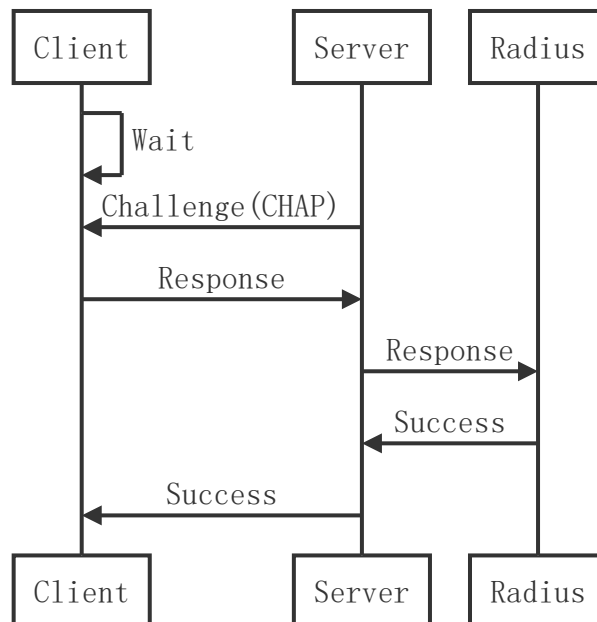 Client Server Radius
Wait
Challenge(CHAP)
Response
Response
Success
Success
Client Server Radius